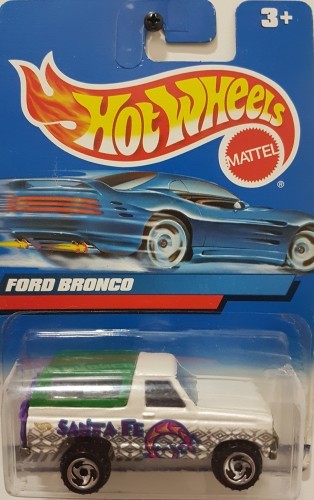 3+
HOT WHEELS
MATTEL
®
FORD BRONCO
SANTA FE